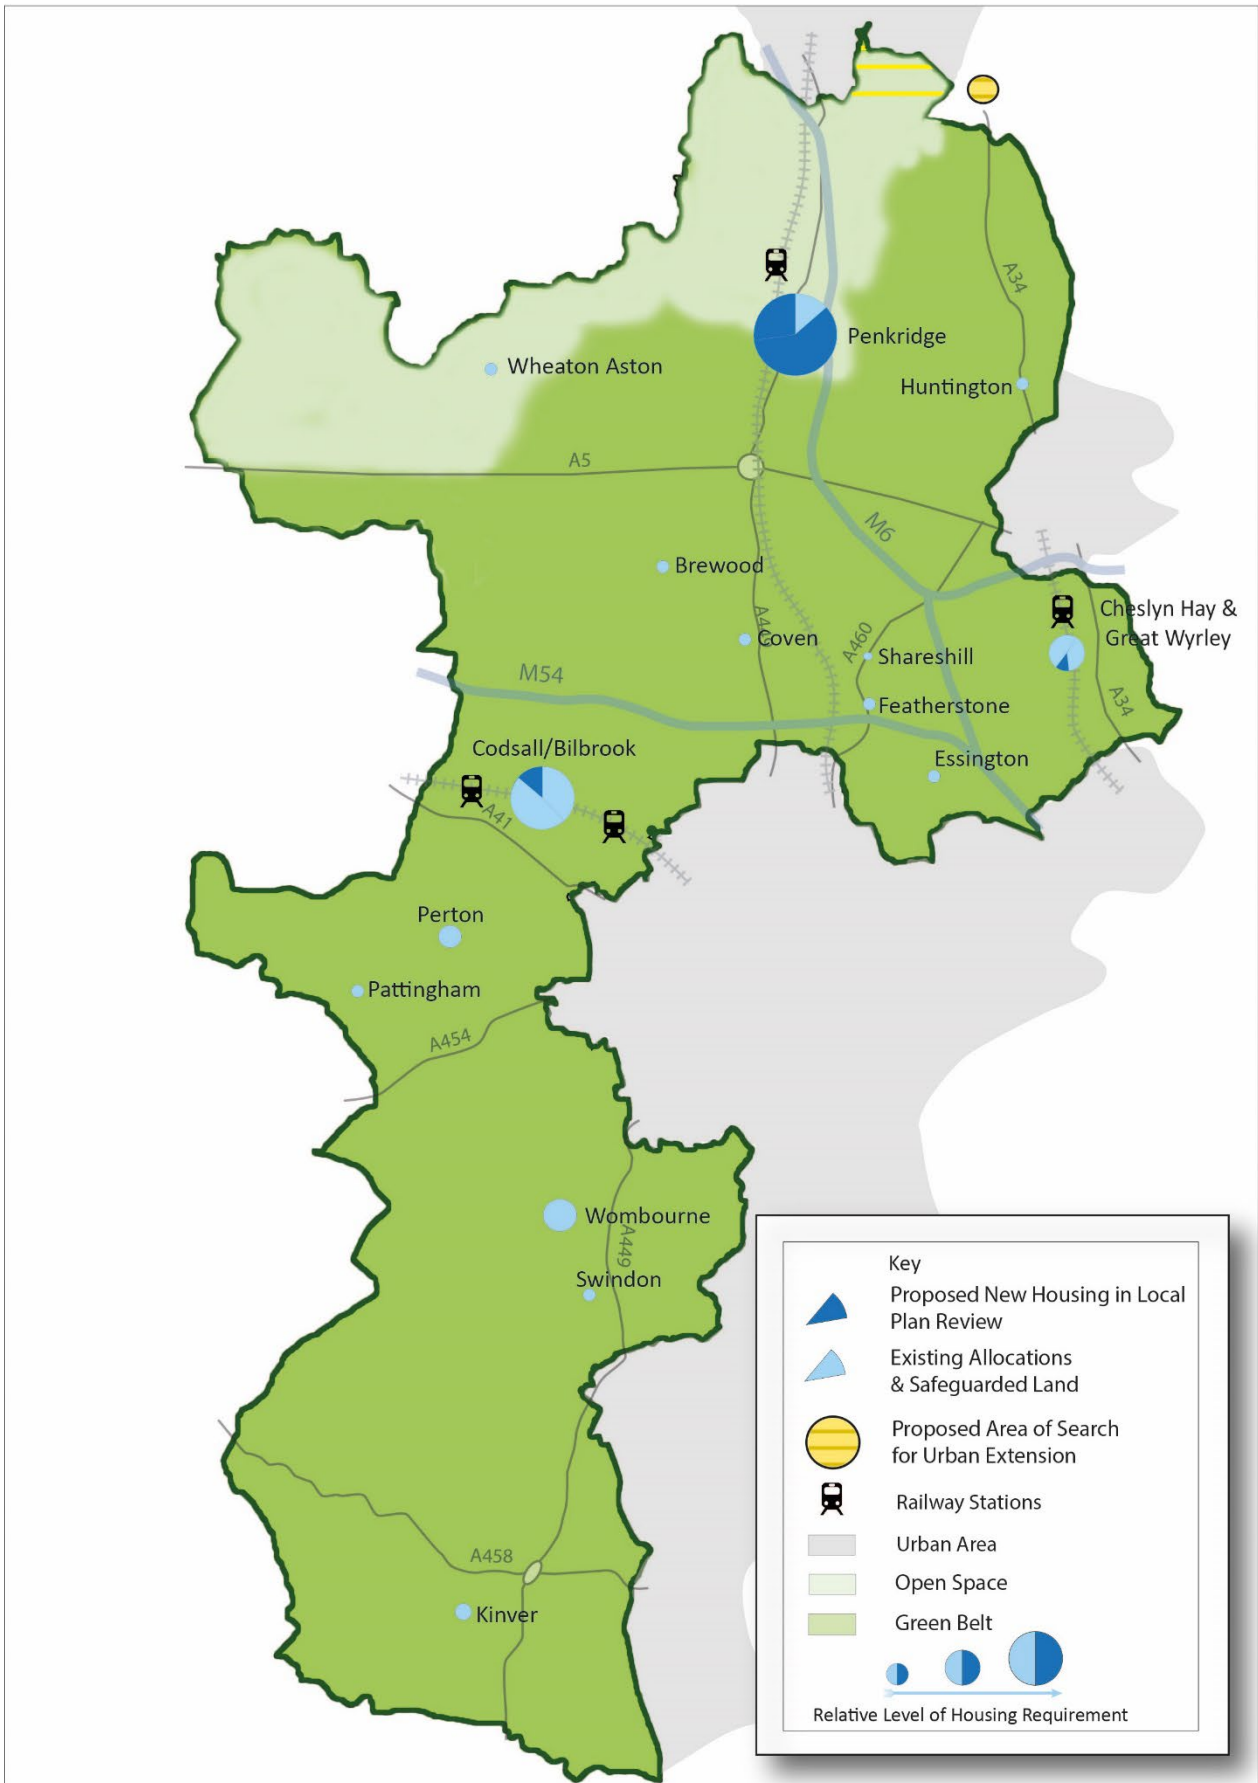 A34
Penkridge
Wheaton Aston
Huntington
A5
M6
Brewood
Cheslyn Hay &
Great Wyrley
A449
Coven
A460
Shareshill
M54
Featherstone
A34
Codsall/Bilbrook
Essington
A41
Perton
Pattingham
A454
Wombourne
A449
Swindon
A458
Kinver
Key
Proposed New Housing in Local
Plan Review
Existing Allocations
& Safeguarded Land
Proposed Area of Search
for Urban Extension
Railway Stations
Urban Area
Open Space
Green Belt
Relative Level of Housing Requirement